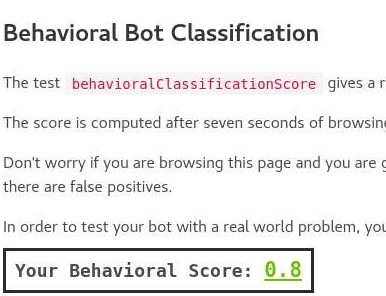 Behavioral Bot Classification
The test behavioralClassificationScore gives a r
The score is computed after seven seconds of browsing
Don't worry if you are browsing this page and you are g
there are false positives.
In order to test your bot with a real world problem, you
Your Behavioral Score: 0.8